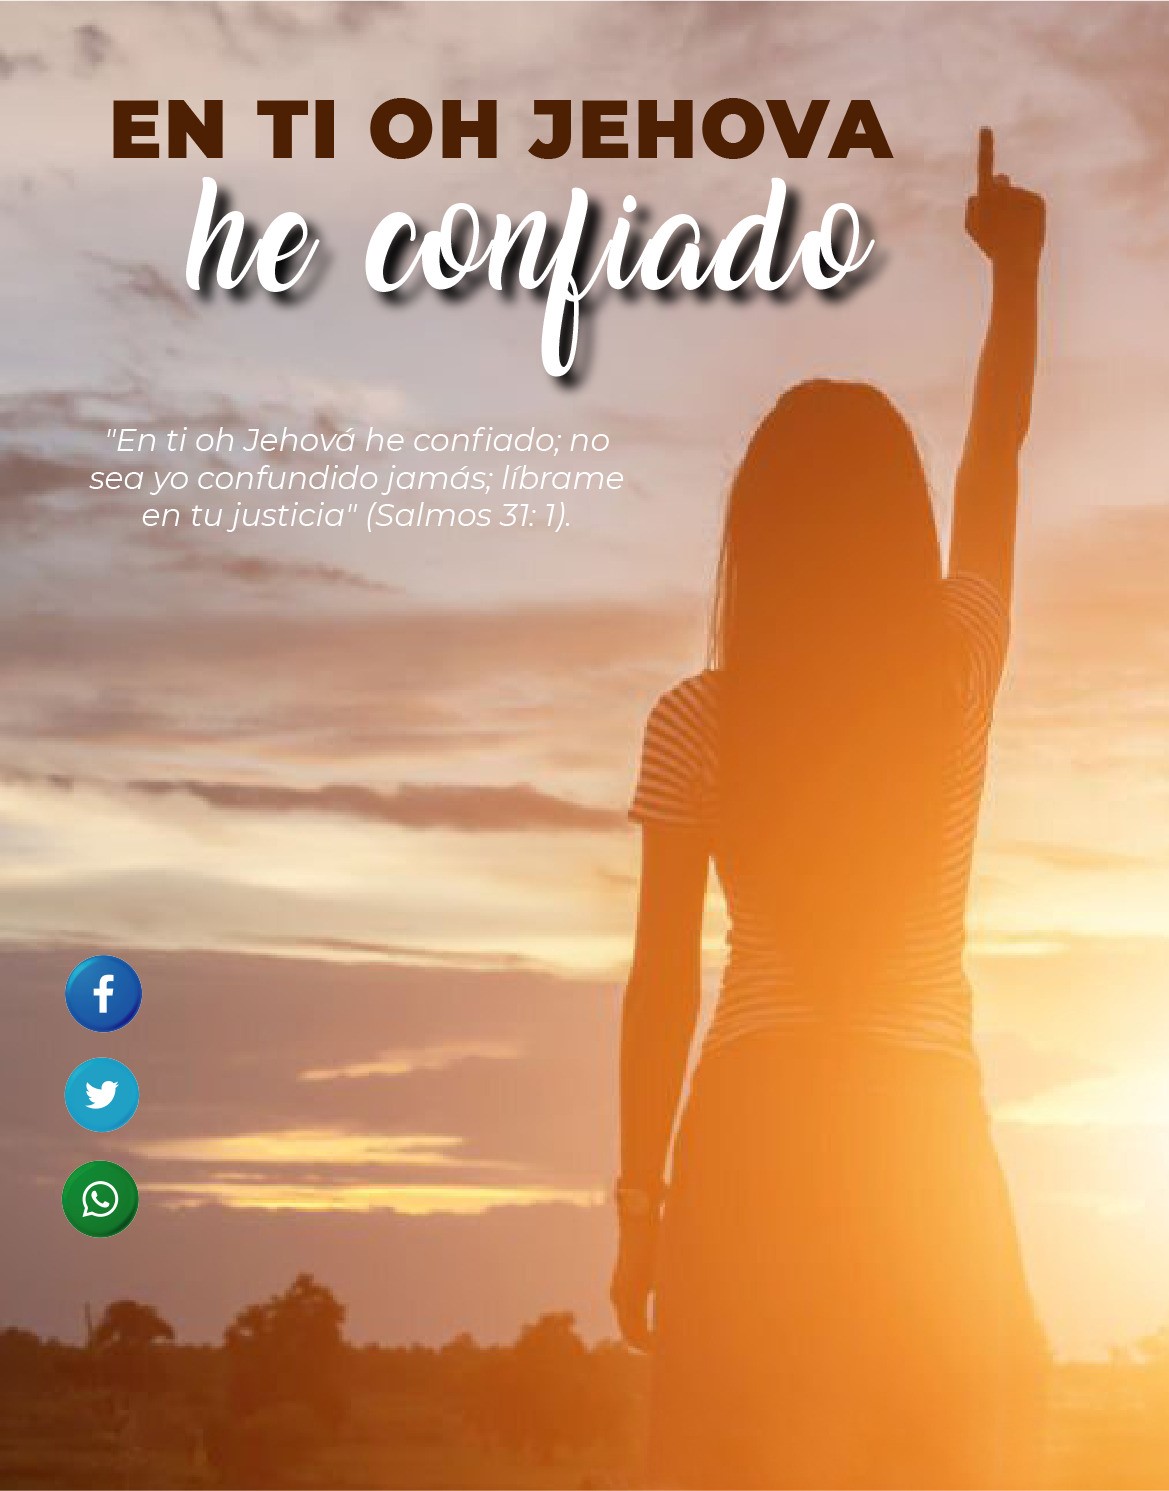 EN TI OH JEHOVA
he confiado
"En ti oh Jehová he confiado; no
sea yo confundido jamás; líbrame
en tu justicia" (Salmos 31: 1).